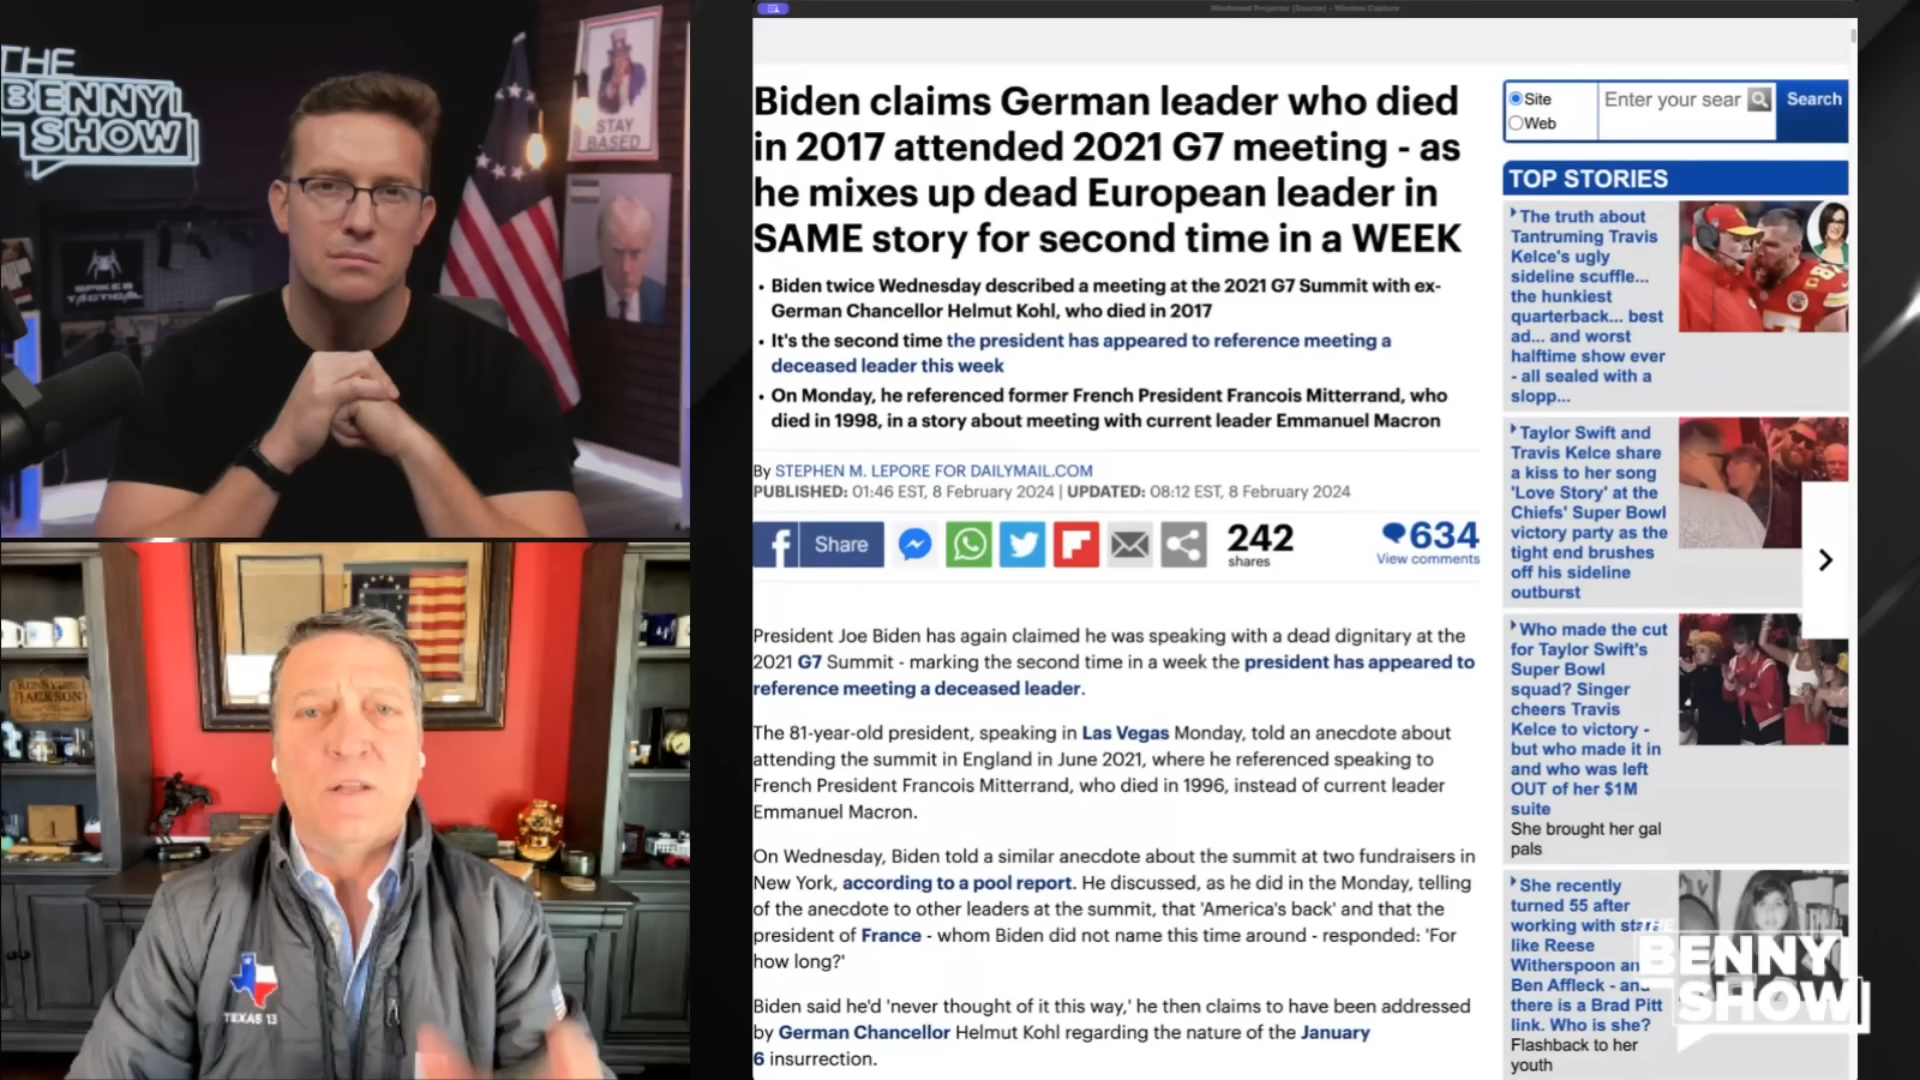 THE
BENNY
SHOW
STAY
BASED
SPIKES
TACTICAL
RONNY
JACKSON
TEXAS 13
Windowed Projector (Source) - Window Capture
Biden claims German leader who died
in 2017 attended 2021 G7 meeting - as
he mixes up dead European leader in
SAME story for second time in a WEEK
• Biden twice Wednesday described a meeting at the 2021 G7 Summit with ex-
German Chancellor Helmut Kohl, who died in 2017
• It's the second time the president has appeared to reference meeting a
deceased leader this week
• On Monday, he referenced former French President Francois Mitterrand, who
died in 1998, in a story about meeting with current leader Emmanuel Macron
By STEPHEN M. LEPORE FOR DAILYMAIL.COM
PUBLISHED: 01:46 EST, 8 February 2024 | UPDATED: 08:12 EST, 8 February 2024
f Share
242
shares
634
View comments
President Joe Biden has again claimed he was speaking with a dead dignitary at the
2021 G7 Summit - marking the second time in a week the president has appeared to
reference meeting a deceased leader.
The 81-year-old president, speaking in Las Vegas Monday, told an anecdote about
attending the summit in England in June 2021, where he referenced speaking to
French President Francois Mitterrand, who died in 1996, instead of current leader
Emmanuel Macron.
On Wednesday, Biden told a similar anecdote about the summit at two fundraisers in
New York, according to a pool report. He discussed, as he did in the Monday, telling
of the anecdote to other leaders at the summit, that 'America's back' and that the
president of France - whom Biden did not name this time around - responded: 'For
how long?'
Biden said he'd 'never thought of it this way,' he then claims to have been addressed
by German Chancellor Helmut Kohl regarding the nature of the January
6 insurrection.
Site
Web
Enter your sear
Search
TOP STORIES
The truth about
Tantruming Travis
Kelce's ugly
sideline scuffle...
the hunkiest
quarterback... best
ad... and worst
halftime show ever
- all sealed with a
slopp...
Taylor Swift and
Travis Kelce share
a kiss to her song
'Love Story' at the
Chiefs' Super Bowl
victory party as the
tight end brushes
off his sideline
outburst
Who made the cut
for Taylor Swift's
Super Bowl
squad? Singer
cheers Travis
Kelce to victory -
but who made it in
and who was left
OUT of her $1M
suite
She brought her gal
pals
She recently
turned 55 after
working with stars
like Reese
Witherspoon and
Ben Affleck - and
there is a Brad Pitt
link. Who is she?
Flashback to her
youth
THE
BENNY
SHOW